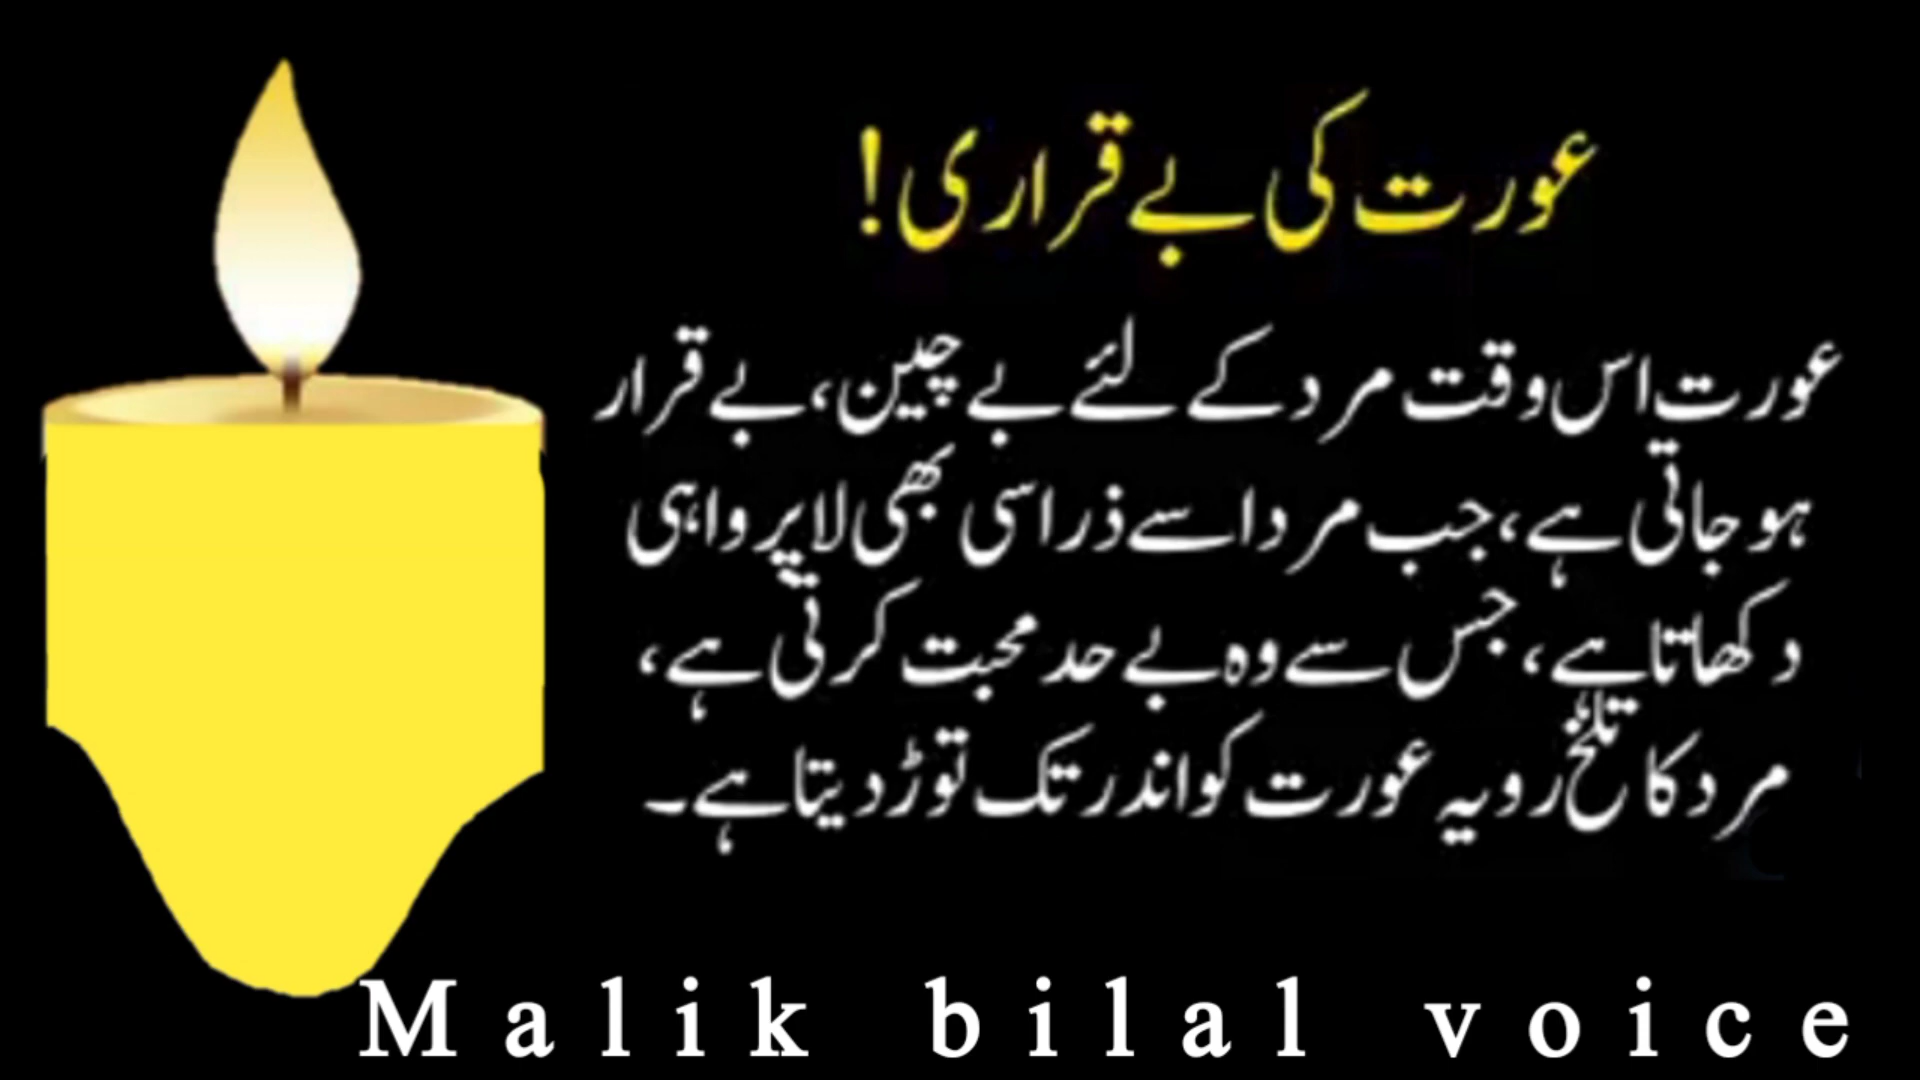 عورت کی بے قراری!
عورت اس وقت مرد کے لئے بے چین، بے قرار
ہو جاتی ہے، جب مرد اسے ذرا سی بھی لاپرواہی
دکھاتا ہے، جس سے وہ بے حد محبت کرتی ہے،
مرد کا تلخ رویہ عورت کو اندر تک توڑ دیتا ہے۔
Malik bilal voice